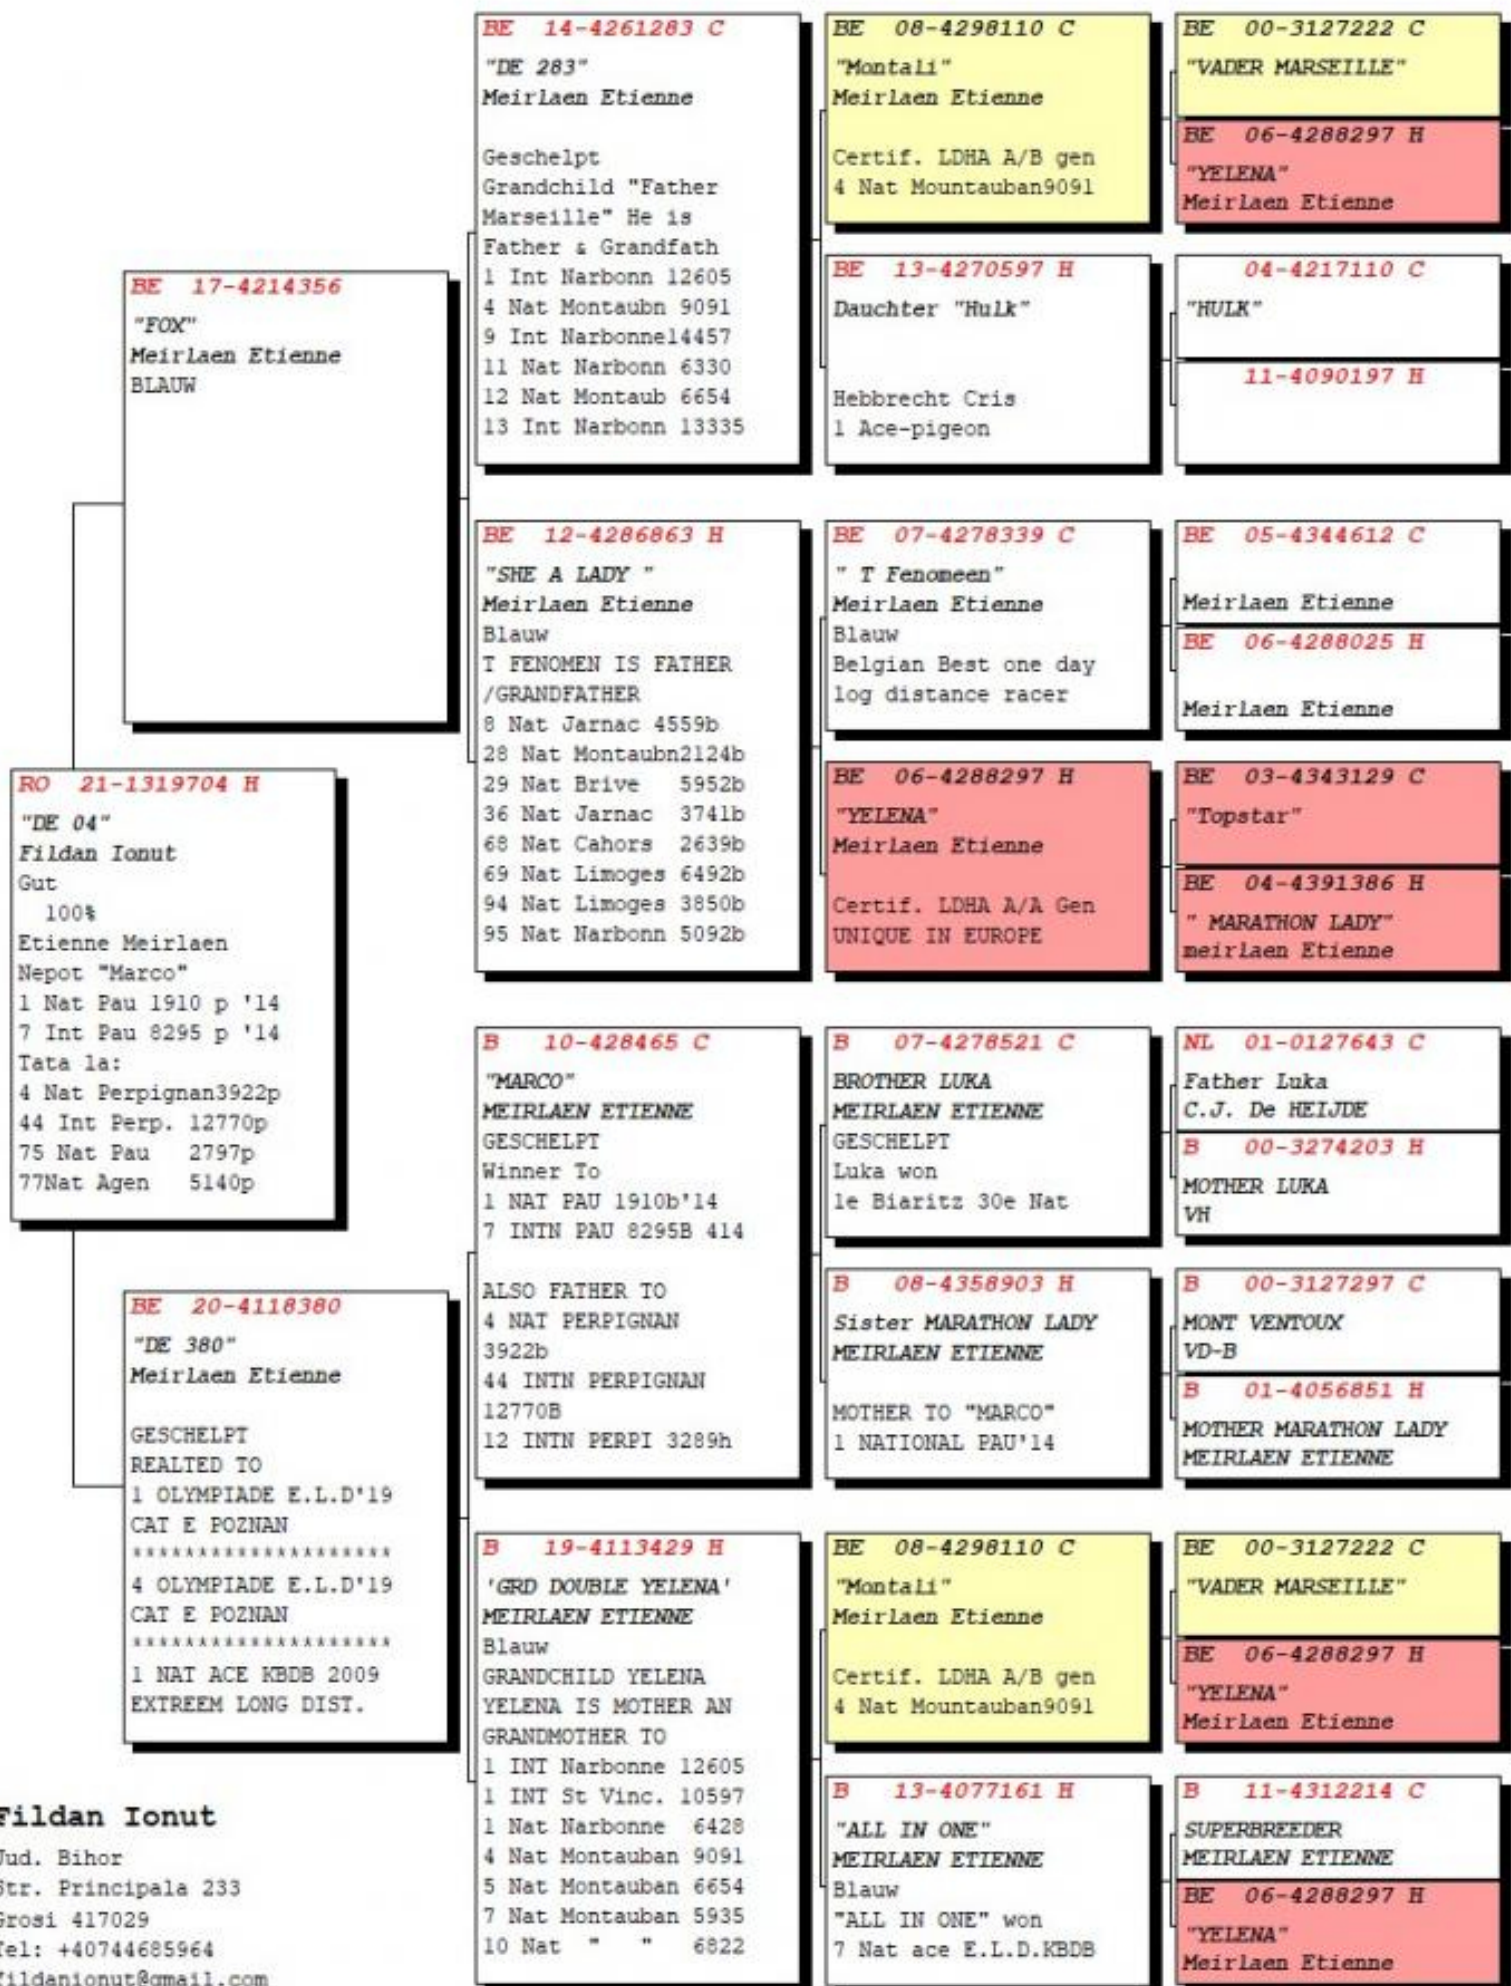 RO 21-1319704 H
"DE 04"
Fildan Ionut
Gut
100%
Etienne Meirlaen
Nepot "Marco"
1 Nat Pau 1910 p '14
7 Int Pau 8295 p '14
Tata la:
4 Nat Perpignan3922p
44 Int Perp. 12770p
75 Nat Pau 2797p
77Nat Agen 5140p
BE 17-4214356
"FOX"
Meirlaen Etienne
BLAUW
BE 20-4118380
"DE 380"
Meirlaen Etienne
GESCHELPT
REALTED TO
1 OLYMPIADE E.L.D'19
CAT E POZNAN
********************
4 OLYMPIADE E.L.D'19
CAT E POZNAN
********************
1 NAT ACE KBDB 2009
EXTREEM LONG DIST.
BE 14-4261283 C
"DE 283"
Meirlaen Etienne
Geschelpt
Grandchild "Father
Marseille" He is
Father & Grandfath
1 Int Narbonn 12605
4 Nat Montaubn 9091
9 Int Narbonne14457
11 Nat Narbonn 6330
12 Nat Montaub 6654
13 Int Narbonn 13335
BE 12-4286863 H
"SHE A LADY "
Meirlaen Etienne
Blauw
T FENOMEN IS FATHER
/GRANDFATHER
8 Nat Jarnac 4559b
28 Nat Montaubn2124b
29 Nat Brive 5952b
36 Nat Jarnac 3741b
68 Nat Cahors 2639b
69 Nat Limoges 6492b
94 Nat Limoges 3850b
95 Nat Narbonn 5092b
B 10-428465 C
"MARCO"
MEIRLAEN ETIENNE
GESCHELPT
Winner To
1 NAT PAU 1910b'14
7 INTN PAU 8295B 414
ALSO FATHER TO
4 NAT PERPIGNAN
3922b
44 INTN PERPIGNAN
12770B
12 INTN PERPI 3289h
B 19-4113429 H
'GRD DOUBLE YELENA'
MEIRLAEN ETIENNE
Blauw
GRANDCHILD YELENA
YELENA IS MOTHER AN
GRANDMOTHER TO
1 INT Narbonne 12605
1 INT St Vinc. 10597
1 Nat Narbonne 6428
4 Nat Montauban 9091
5 Nat Montauban 6654
7 Nat Montauban 5935
10 Nat " " 6822
BE 08-4298110 C
"Montali"
Meirlaen Etienne
Certif. LDHA A/B gen
4 Nat Mountauban9091
BE 13-4270597 H
Dauchter "Hulk"
Hebbrecht Cris
1 Ace-pigeon
BE 07-4278339 C
" T Fenomeen"
Meirlaen Etienne
Blauw
Belgian Best one day
log distance racer
BE 06-4288297 H
"YELENA"
Meirlaen Etienne
Certif. LDHA A/A Gen
UNIQUE IN EUROPE
B 07-4278521 C
BROTHER LUKA
MEIRLAEN ETIENNE
GESCHELPT
Luka won
1e Biaritz 30e Nat
B 08-4358903 H
Sister MARATHON LADY
MEIRLAEN ETIENNE
MOTHER TO "MARCO"
1 NATIONAL PAU'14
BE 08-4298110 C
"Montali"
Meirlaen Etienne
Certif. LDHA A/B gen
4 Nat Mountauban9091
B 13-4077161 H
"ALL IN ONE"
MEIRLAEN ETIENNE
Blauw
"ALL IN ONE" won
7 Nat ace E.L.D.KBDB
BE 00-3127222 C
"VADER MARSEILLE"
BE 06-4288297 H
"YELENA"
Meirlaen Etienne
04-4217110 C
"HULK"
11-4090197 H
BE 05-4344612 C
Meirlaen Etienne
BE 06-4288025 H
Meirlaen Etienne
BE 03-4343129 C
"Topstar"
BE 04-4391386 H
" MARATHON LADY"
meirlaen Etienne
NL 01-0127643 C
Father Luka
C.J. De HEIJDE
B 00-3274203 H
MOTHER LUKA
VH
B 00-3127297 C
MONT VENTOUX
VD-B
B 01-4056851 H
MOTHER MARATHON LADY
MEIRLAEN ETIENNE
BE 00-3127222 C
"VADER MARSEILLE"
BE 06-4288297 H
"YELENA"
Meirlaen Etienne
B 11-4312214 C
SUPERBREEDER
MEIRLAEN ETIENNE
BE 06-4288297 H
"YELENA"
Meirlaen Etienne
Fildan Ionut
Jud. Bihor
Str. Principala 233
Grosi 417029
Tel: +40744685964
fildanionut@gmail.com